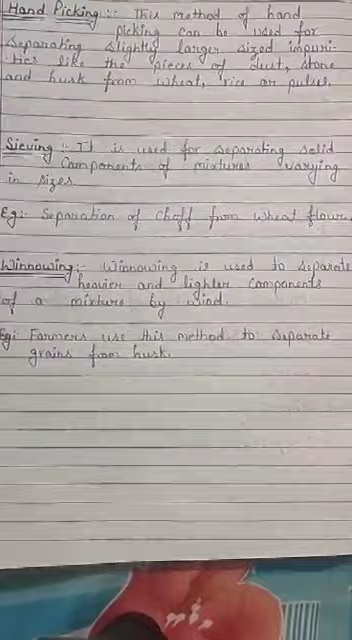 Hand Picking :- This method of hand
picking can be used for
separating slightly larger sized impuri-
ties like the pieces of dust, stone
and husk from wheat, rice or pulses.
Sieving :- It is used for separating solid
Components of mixtures varying
in sizes
Eg:- Separation of Choff from wheat flour.
Winnowing :- Winnowing is used to separate
heavier and lighter components
of a mixture by wind.
Eg: Farmers use this method to separate
grains from husk.